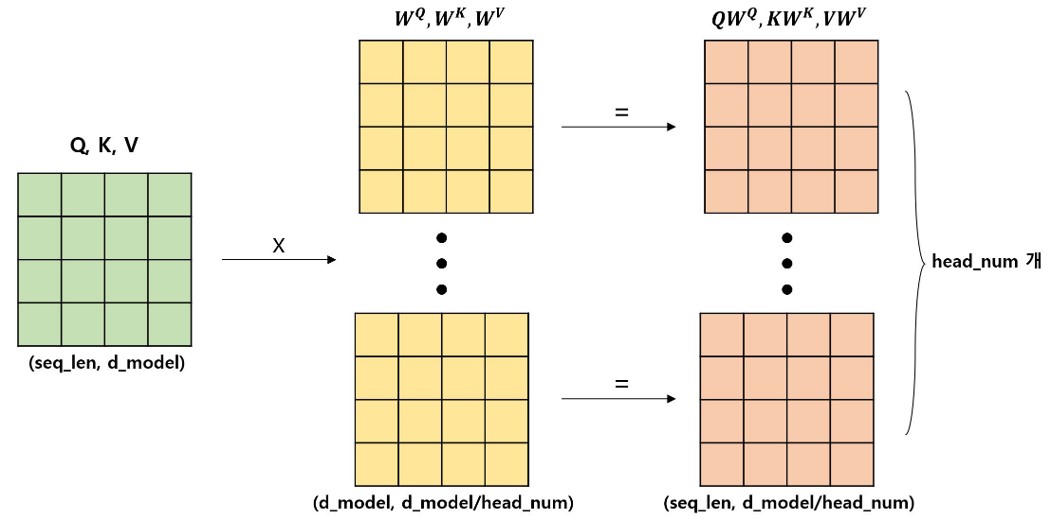 Q, K, V
(seq_len, d_model)
X
W^Q, W^K, W^V
(d_model, d_model/head_num)
=
=
QW^Q, KW^K, VW^V
(seq_len, d_model/head_num)
head_num 개